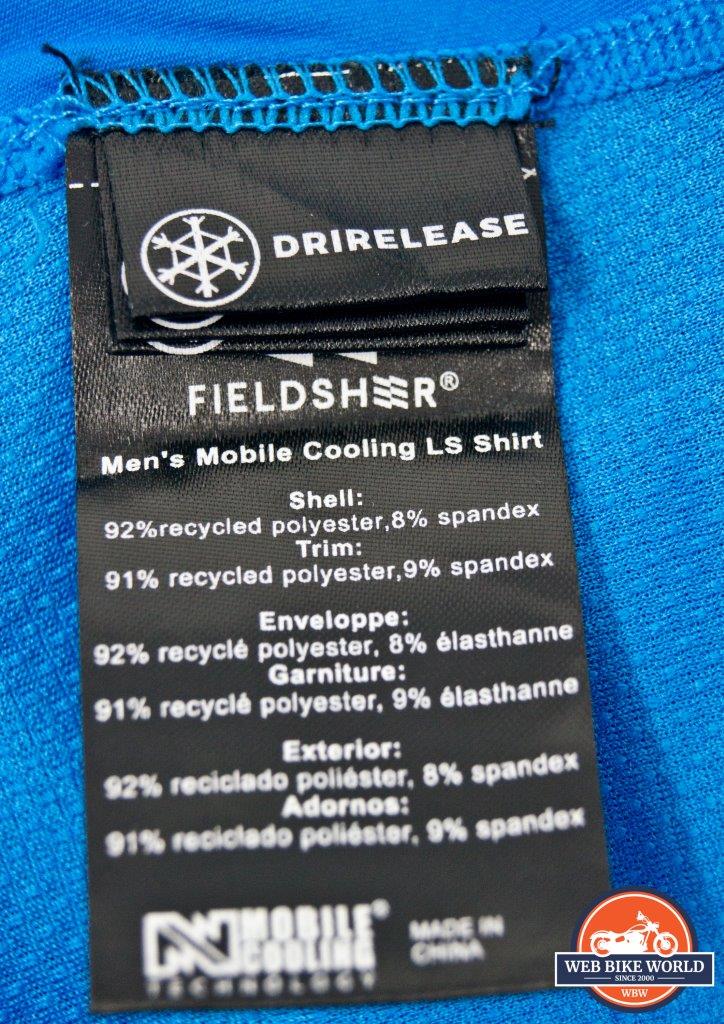 DRIRELEASE
FIELDSHEER®
Men's Mobile Cooling LS Shirt
Shell:
92%recycled polyester,8% spandex
Trim:
91% recycled polyester,9% spandex
Enveloppe:
92% recyclé polyester, 8% élasthanne
Garniture:
91% recyclé polyester, 9% élasthanne
Exterior:
92% reciclado poliéster, 8% spandex
Adornos:
91% reciclado poliéster, 9% spandex
MOBILE®
COOLING
TECHNOLOGY
MADE IN
CHINA
WEB BIKE WORLD
SINCE 2000
WBW